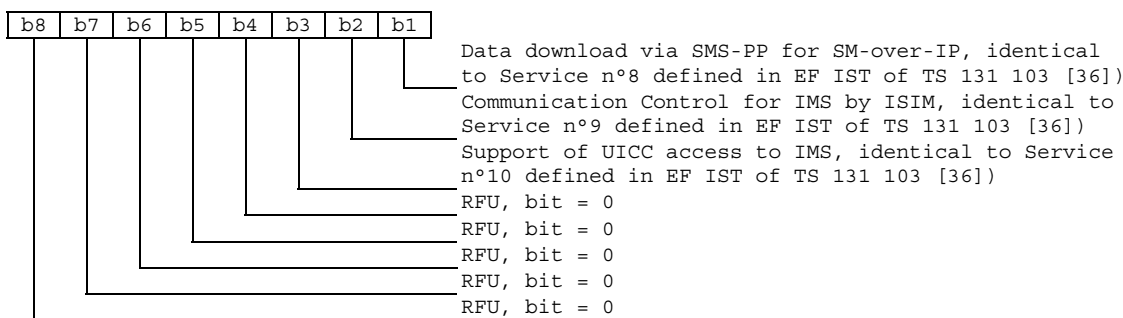 b8 b7 b6 b5 b4 b3 b2 b1
Data download via SMS-PP for SM-over-IP, identical
to Service n°8 defined in EF IST of TS 131 103 [36])
Communication Control for IMS by ISIM, identical to
Service n°9 defined in EF IST of TS 131 103 [36])
Support of UICC access to IMS, identical to Service
n°10 defined in EF IST of TS 131 103 [36])
RFU, bit = 0
RFU, bit = 0
RFU, bit = 0
RFU, bit = 0
RFU, bit = 0